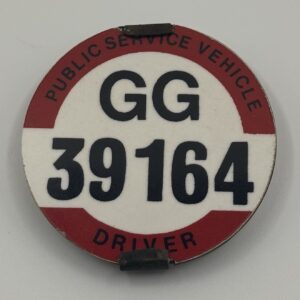 PUBLIC SERVICE VEHICLE
GG
39164
DRIVER